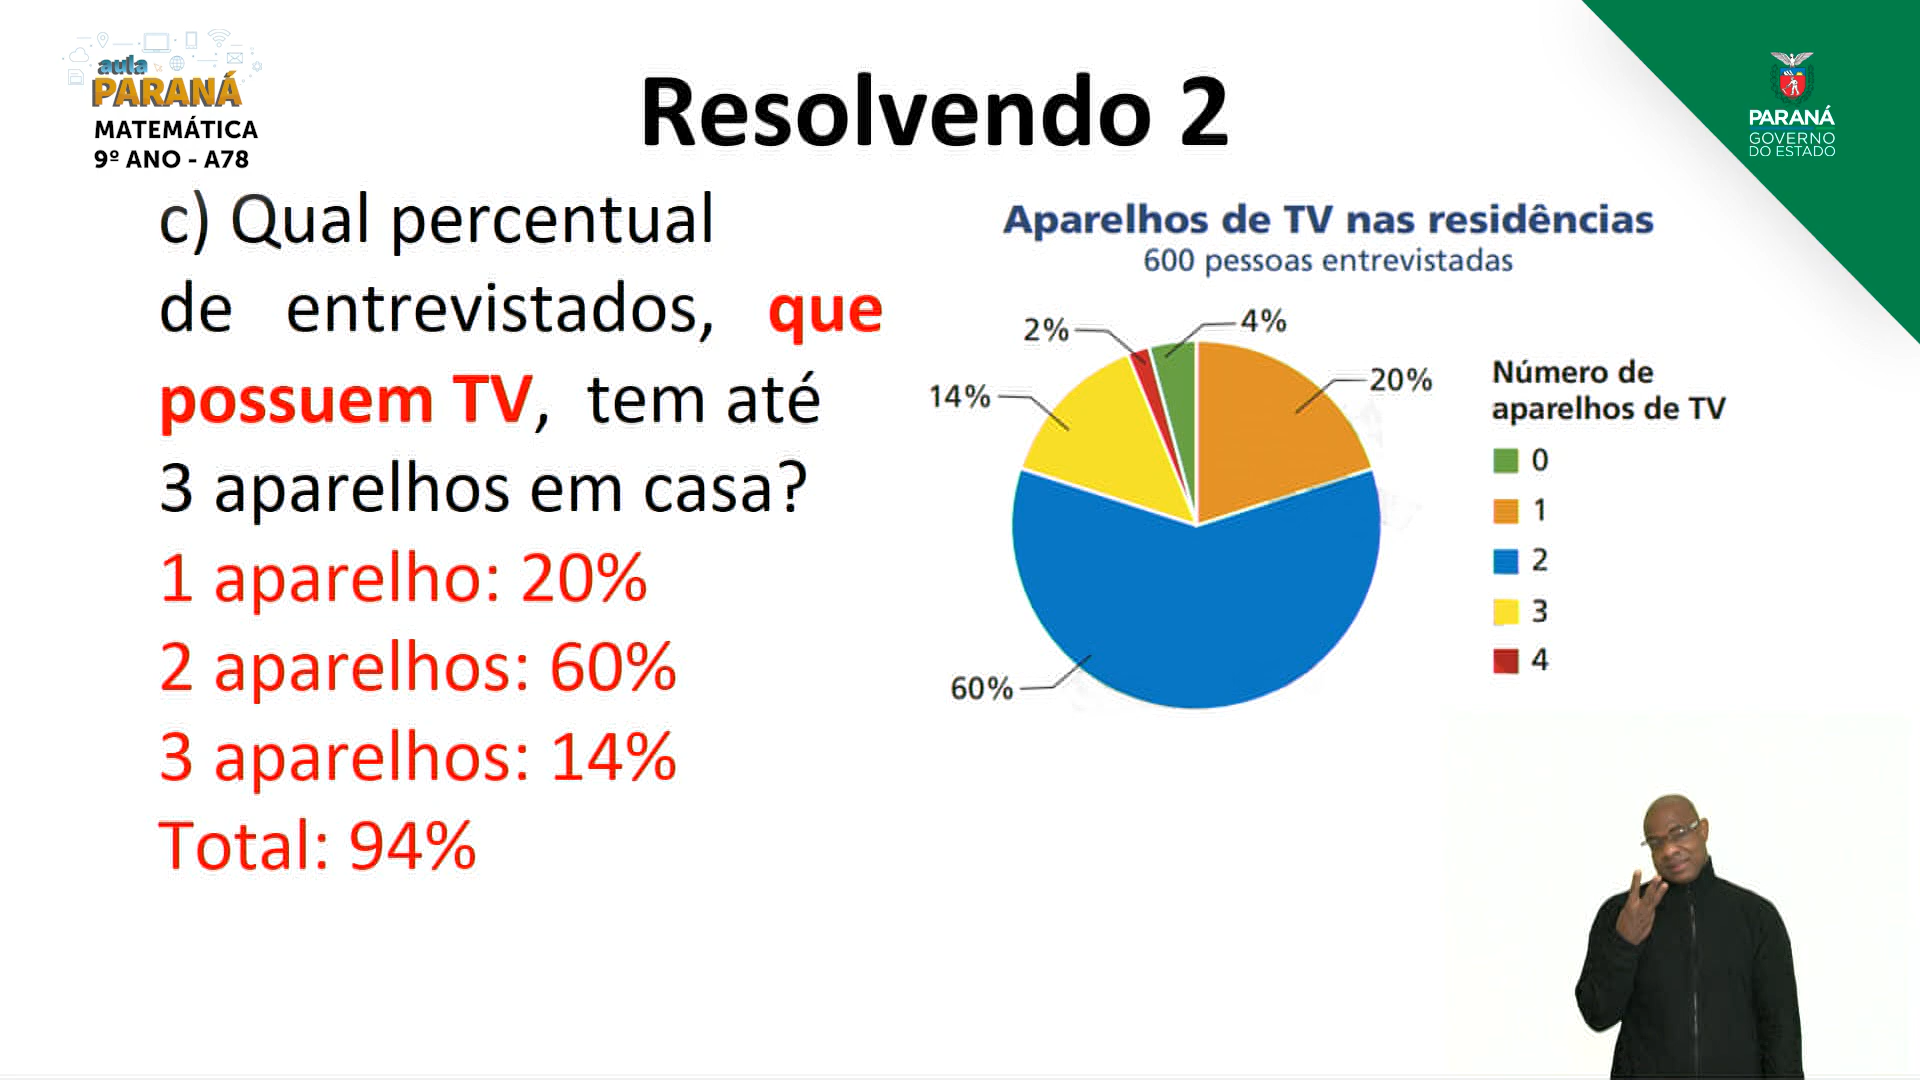 aula
PARANÁ
MATEMÁTICA
9º ANO - A78
Resolvendo 2
PARANÁ
GOVERNO
DO ESTADO
c) Qual percentual
de entrevistados, que
possuem TV, tem até
3 aparelhos em casa?
1 aparelho: 20%
2 aparelhos: 60%
3 aparelhos: 14%
Total: 94%
Aparelhos de TV nas residências
600 pessoas entrevistadas
2%
4%
14%
20%
60%
Número de
aparelhos de TV
0
1
2
3
4